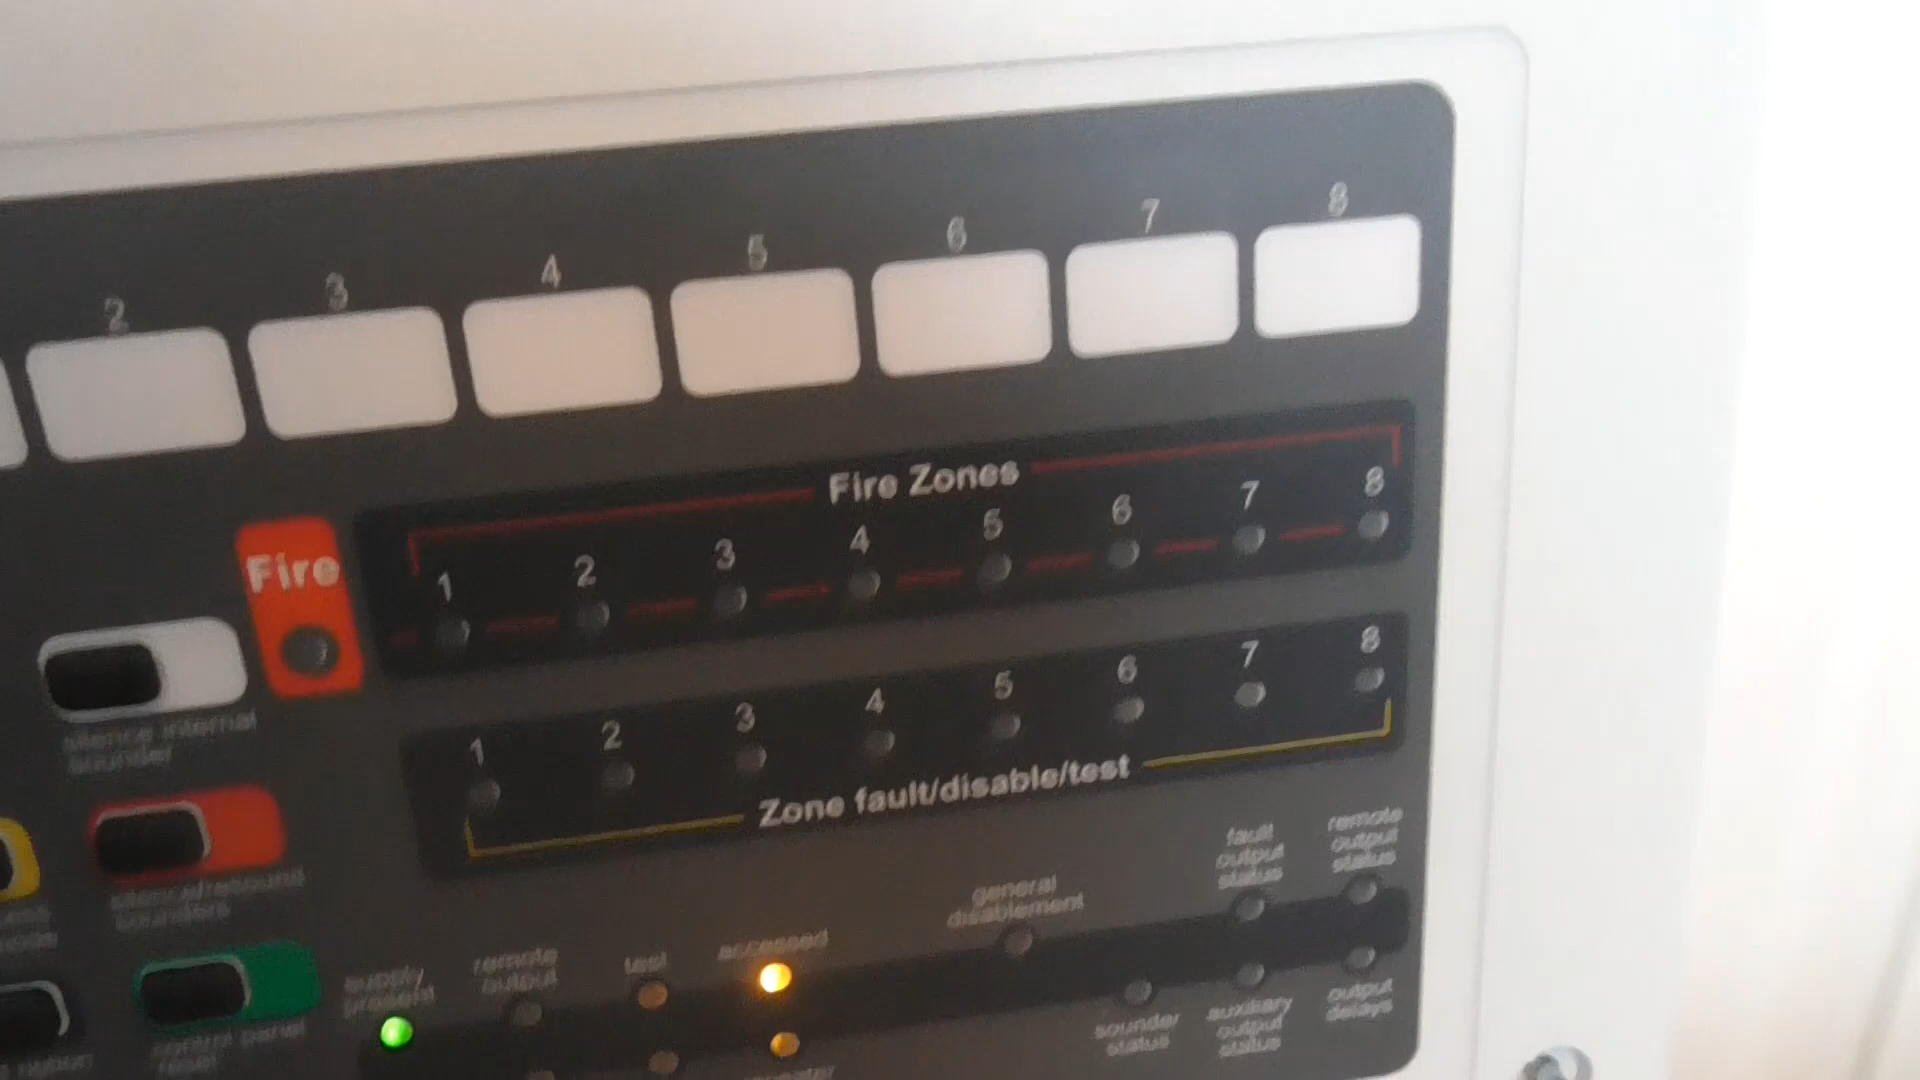 2 3 4 5 6 7 8
Fire Zones
Fire
1 2 3 4 5 6 7 8
silence internal
sounder
1 2 3 4 5 6 7 8
Zone fault/disable/test
silence/resound
sounders
fault
output
status
remote
output
status
general
disablement
supply
present
remote
output
test
accessed
control panel
reset
sounder
status
auxiliary
output
status
output
delays